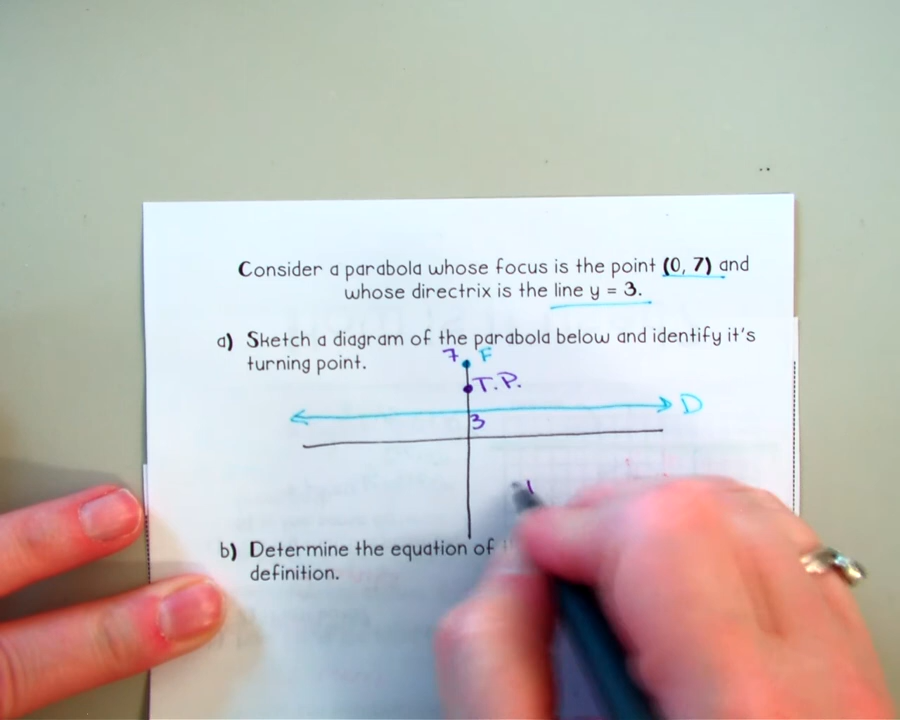 Consider a parabola whose focus is the point (0, 7) and
whose directrix is the line y = 3.
a) Sketch a diagram of the parabola below and identify it's
turning point.
7 F
T.P.
D
3
b) Determine the equation of
definition.